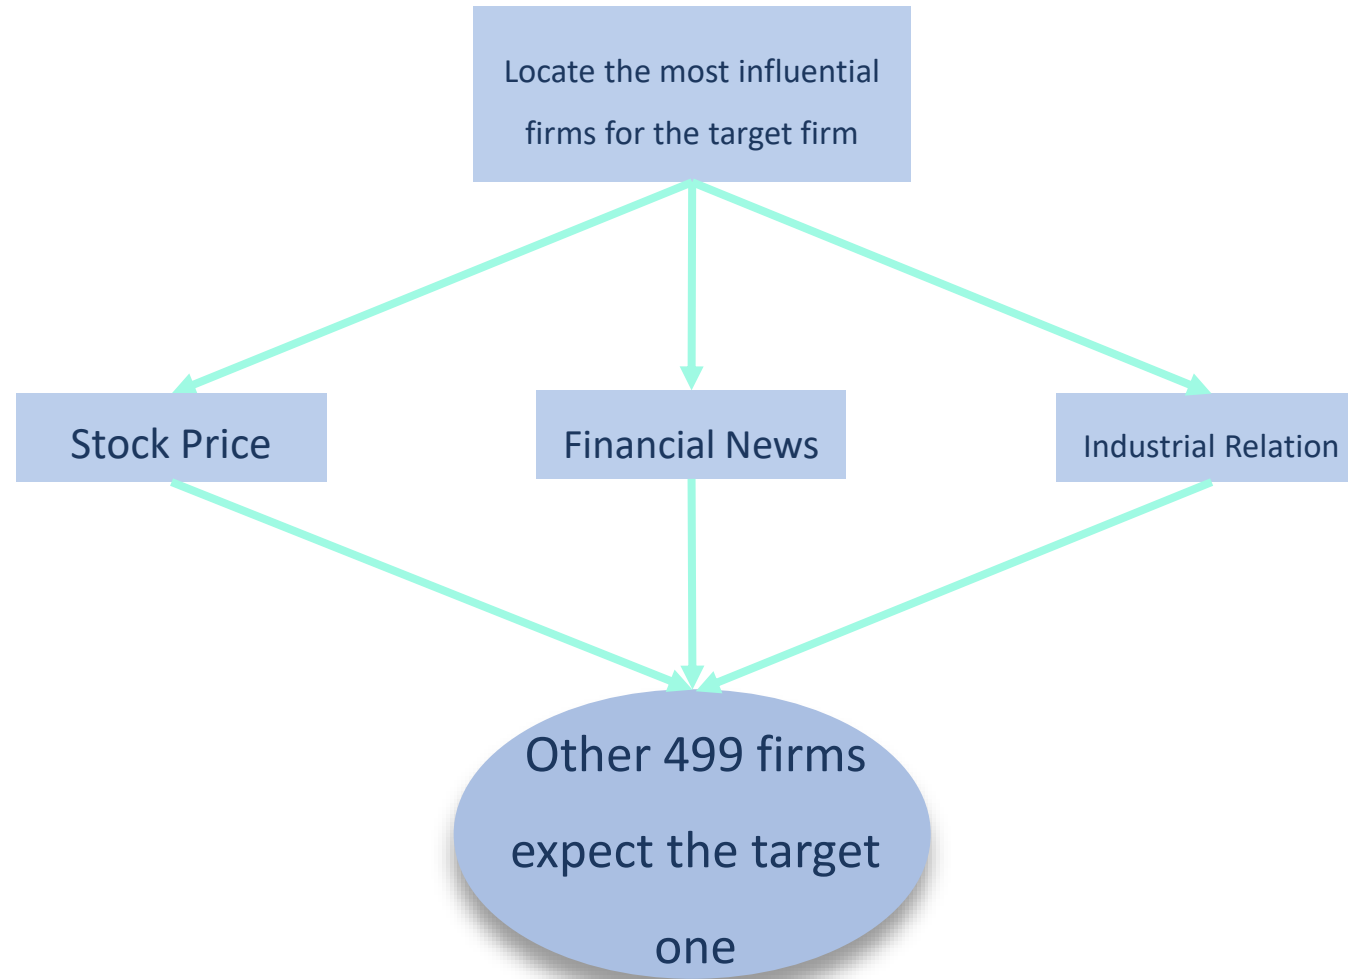 Locate the most influential
firms for the target firm
Stock Price
Financial News
Industrial Relation
Other 499 firms
expect the target
one